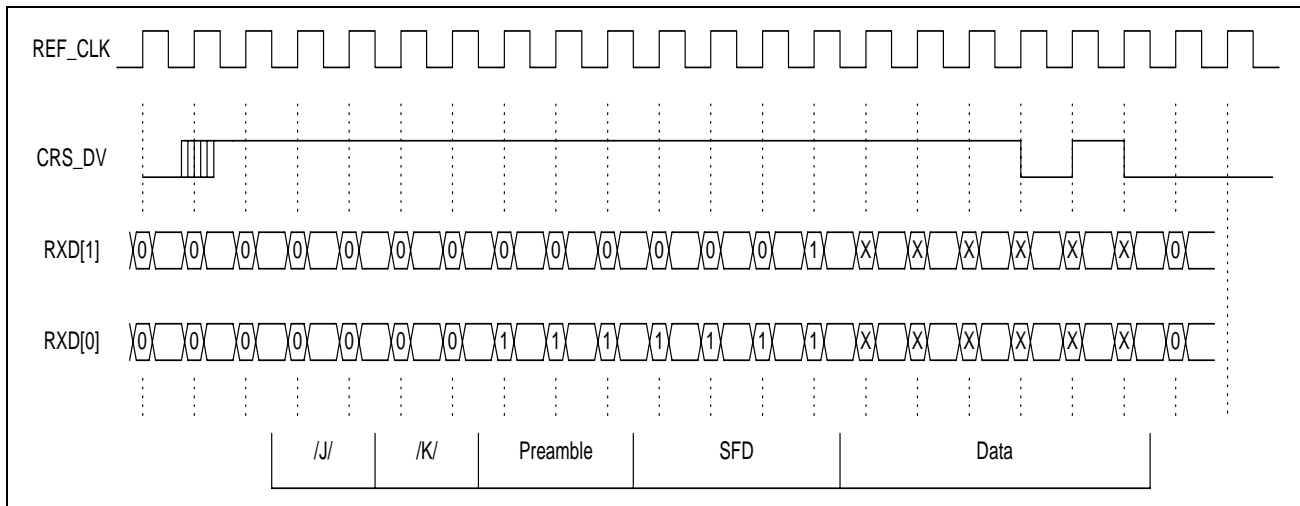 REF_CLK
CRS_DV
RXD[1] 0 0 0 0 0 0 0 0 0 0 0 0 0 1 X X X X X X 0
RXD[0] 0 0 0 0 0 0 0 1 1 1 1 1 1 1 X X X X X X 0
/J/ /K/ Preamble SFD Data